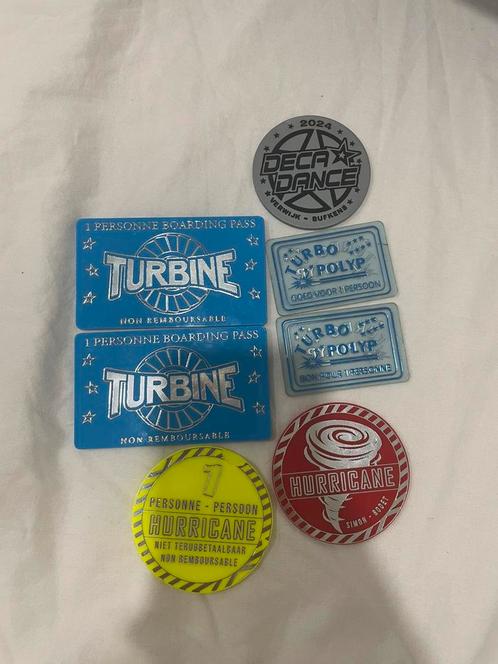 2024
DECA
DANCE
VERWIJK - BUFKENS
1 PERSONNE BOARDING PASS
TURBINE
NON REMBOURSABLE
TURBO
POLYP
GOED VOOR 1 PERSOON
1 PERSONNE BOARDING PASS
TURBINE
NON REMBOURSABLE
TURBO
POLYP
BON POUR 1 PERSONNE
HURRICANE
SIMON - BODET
1
PERSONNE - PERSOON
HURRICANE
NIET TERUGBETAALBAAR
NON REMBOURSABLE